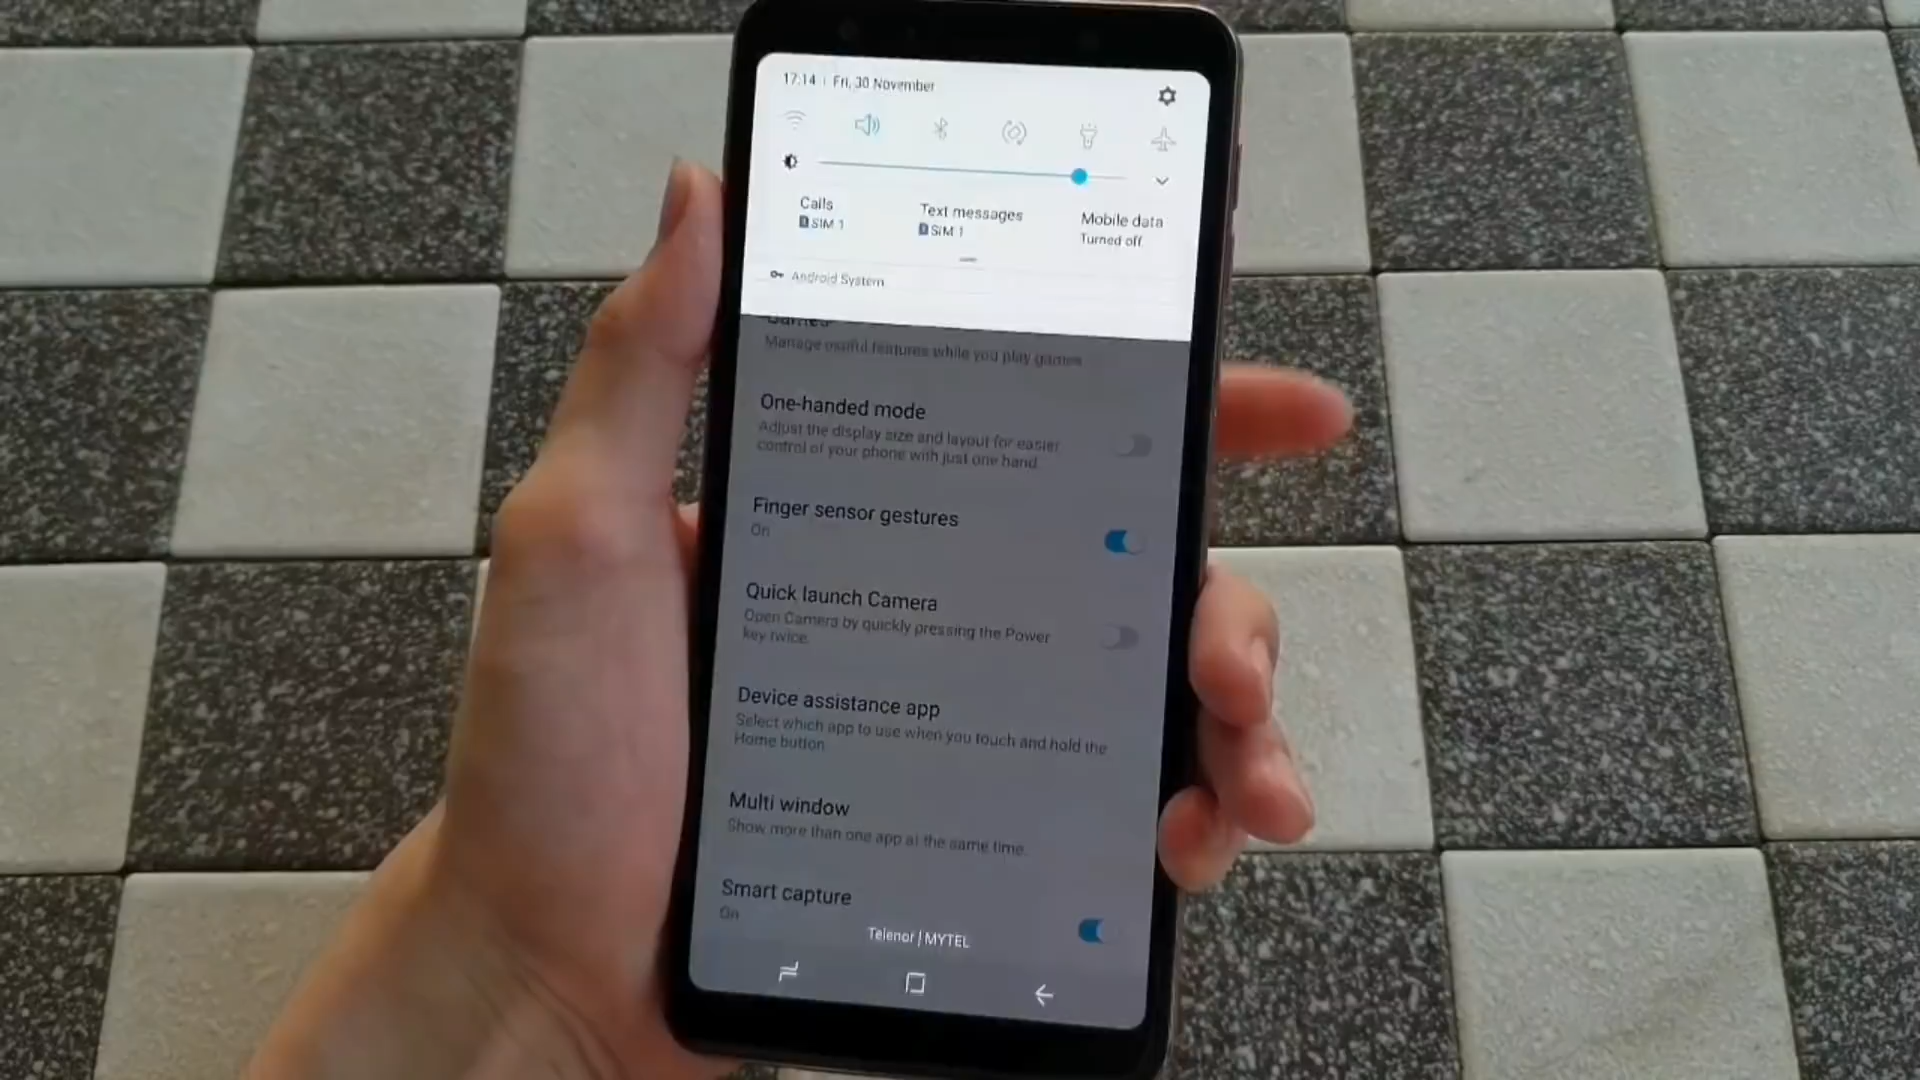 17:14 | Fri, 30 November
Calls
SIM 1
Text messages
SIM 1
Mobile data
Turned off
Android System
Games
Manage useful features while you play games
One-handed mode
Adjust the display size and layout for easier
control of your phone with just one hand.
Finger sensor gestures
On
Quick launch Camera
Open Camera by quickly pressing the Power
key twice.
Device assistance app
Select which app to use when you touch and hold the
Home button.
Multi window
Show more than one app at the same time.
Smart capture
On
Telenor | MYTEL